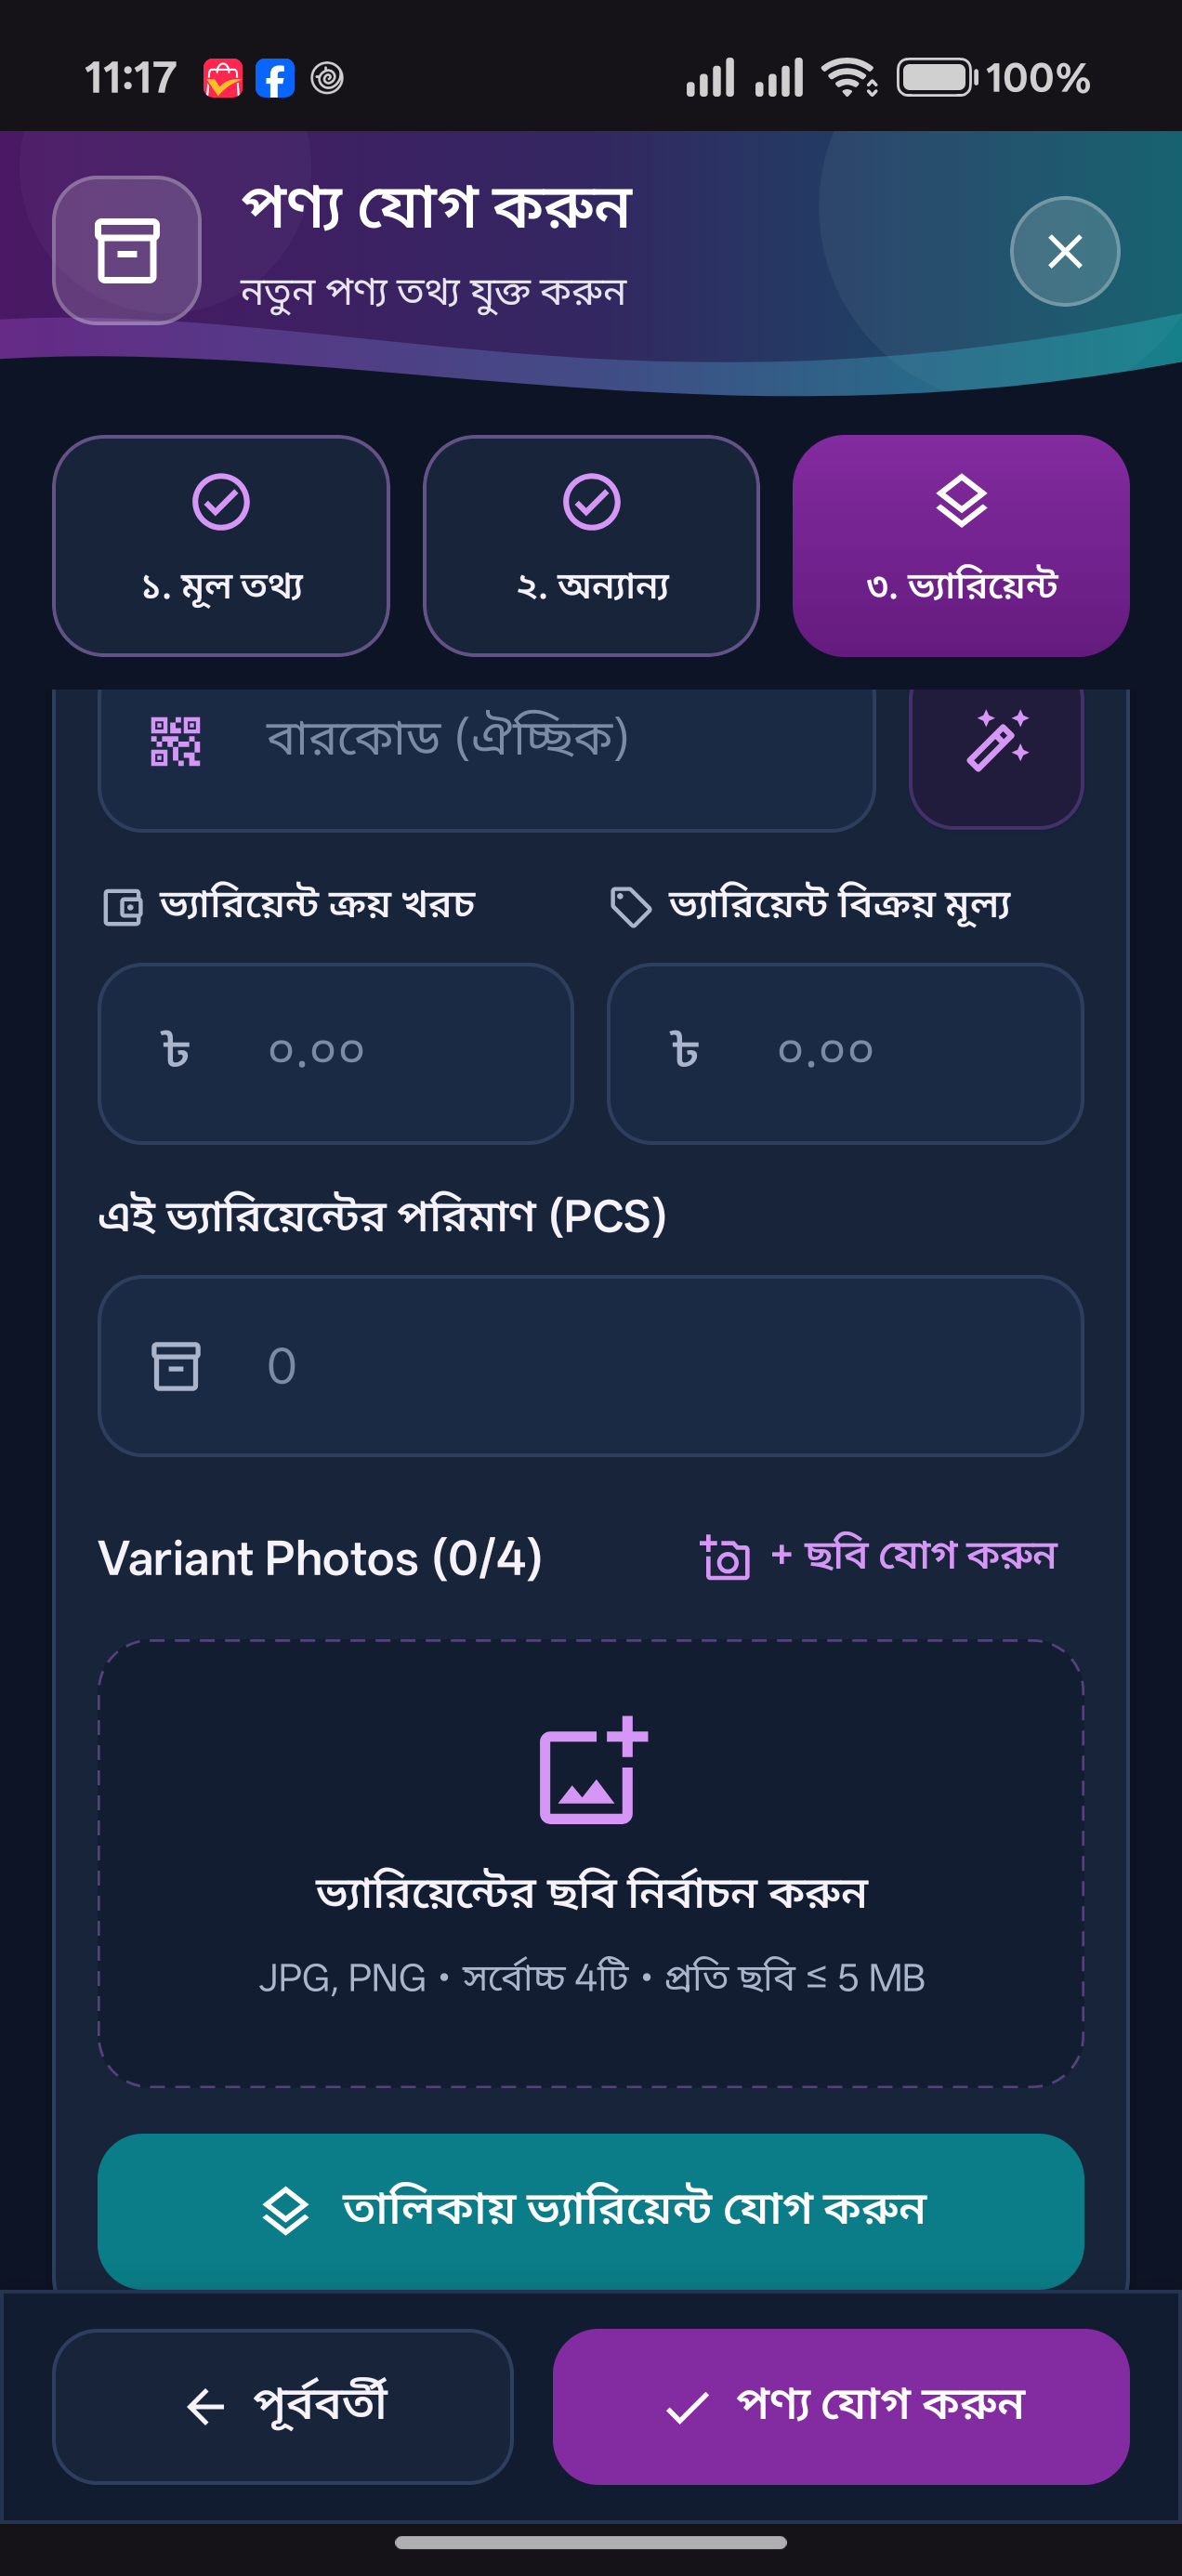 11:17
100%
পণ্য যোগ করুন
নতুন পণ্য তথ্য যুক্ত করুন
১. মূল তথ্য
২. অন্যান্য
৩. ভ্যারিয়েন্ট
বারকোড (ঐচ্ছিক)
ভ্যারিয়েন্ট ক্রয় খরচ
ভ্যারিয়েন্ট বিক্রয় মূল্য
৳ ০.০০
৳ ০.০০
এই ভ্যারিয়েন্টের পরিমাণ (PCS)
0
Variant Photos (0/4)
+ ছবি যোগ করুন
ভ্যারিয়েন্টের ছবি নির্বাচন করুন
JPG, PNG • সর্বোচ্চ 4টি • প্রতি ছবি ≤ 5 MB
তালিকায় ভ্যারিয়েন্ট যোগ করুন
পূর্ববর্তী
পণ্য যোগ করুন